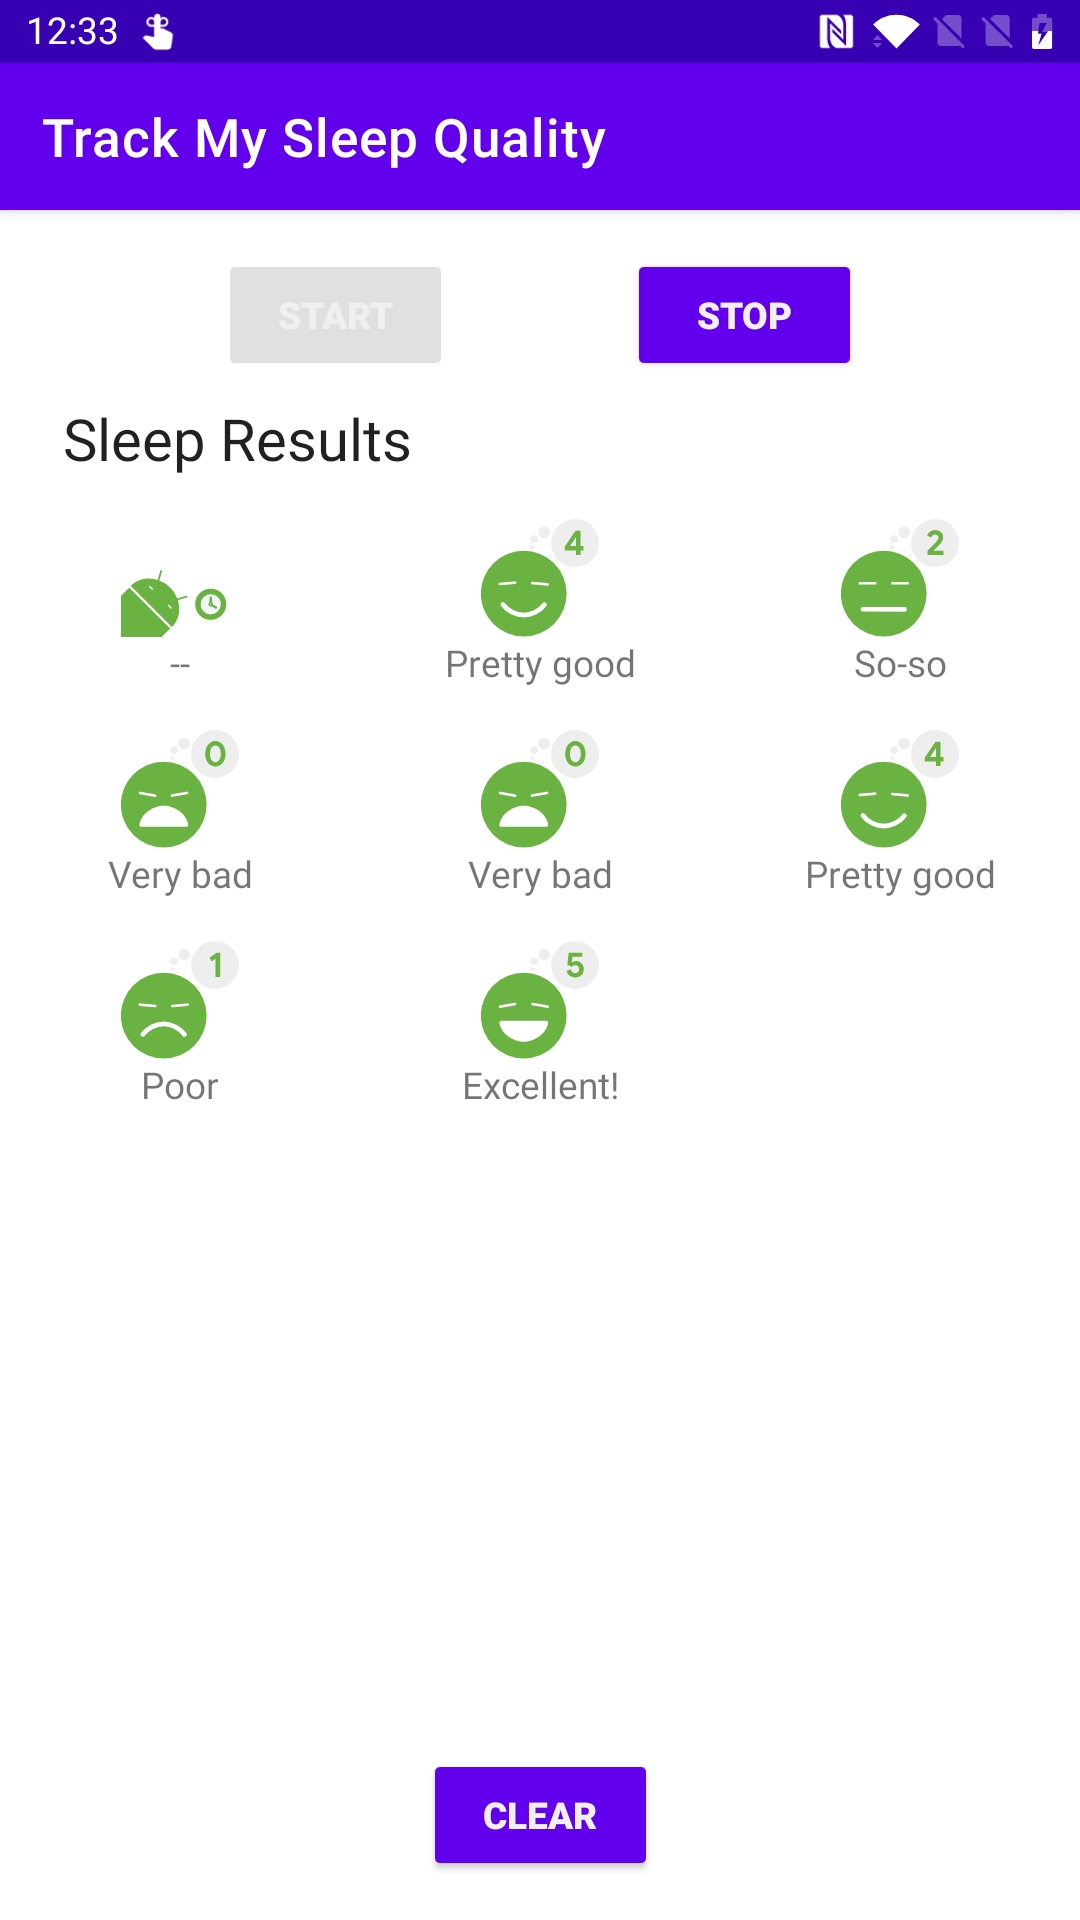 12:33
Track My Sleep Quality
START STOP
Sleep Results
4 2
-- Pretty good So-so
0 0 4
Very bad Very bad Pretty good
1 5
Poor Excellent!
CLEAR